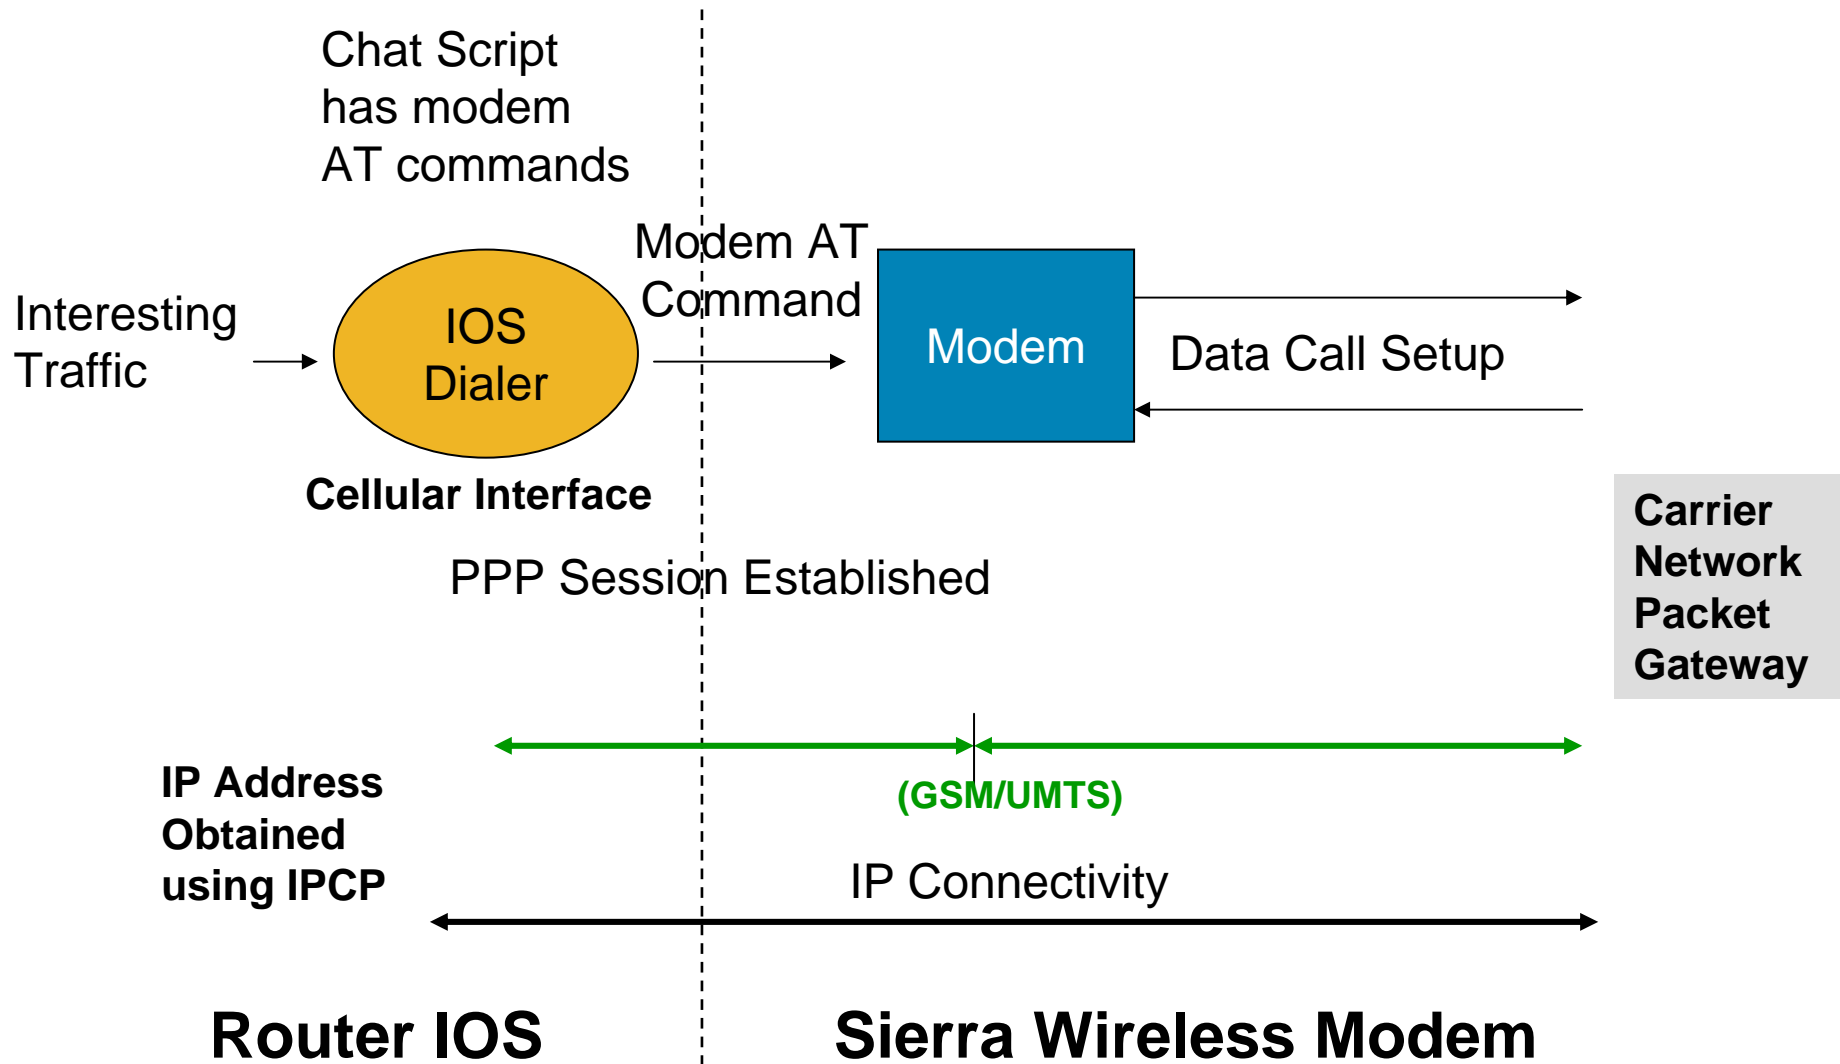 Chat Script
has modem
AT commands
Modem AT
Command
Interesting
Traffic
IOS
Dialer
Modem
Data Call Setup
Cellular Interface
Carrier
Network
Packet
Gateway
PPP Session Established
(GSM/UMTS)
IP Address
Obtained
using IPCP
IP Connectivity
Router IOS
Sierra Wireless Modem